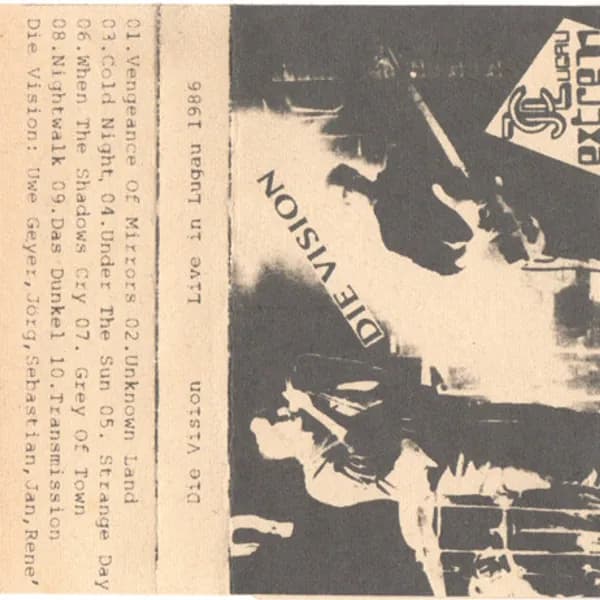 01.Vengeance Of Mirrors 02.Unknown Land
03.Cold Night, 04.Under The Sun 05. Strange Day
06.When The Shadows Cry 07. Grey Of Town
08.Nightwalk 09.Das Dunkel 10.Transmission
Die Vision: Uwe Geyer,Jörg,Sebastian,Jan,Rene'
Die Vision Live in Lugau 1986
DIE VISION
JC Lugau
extrem